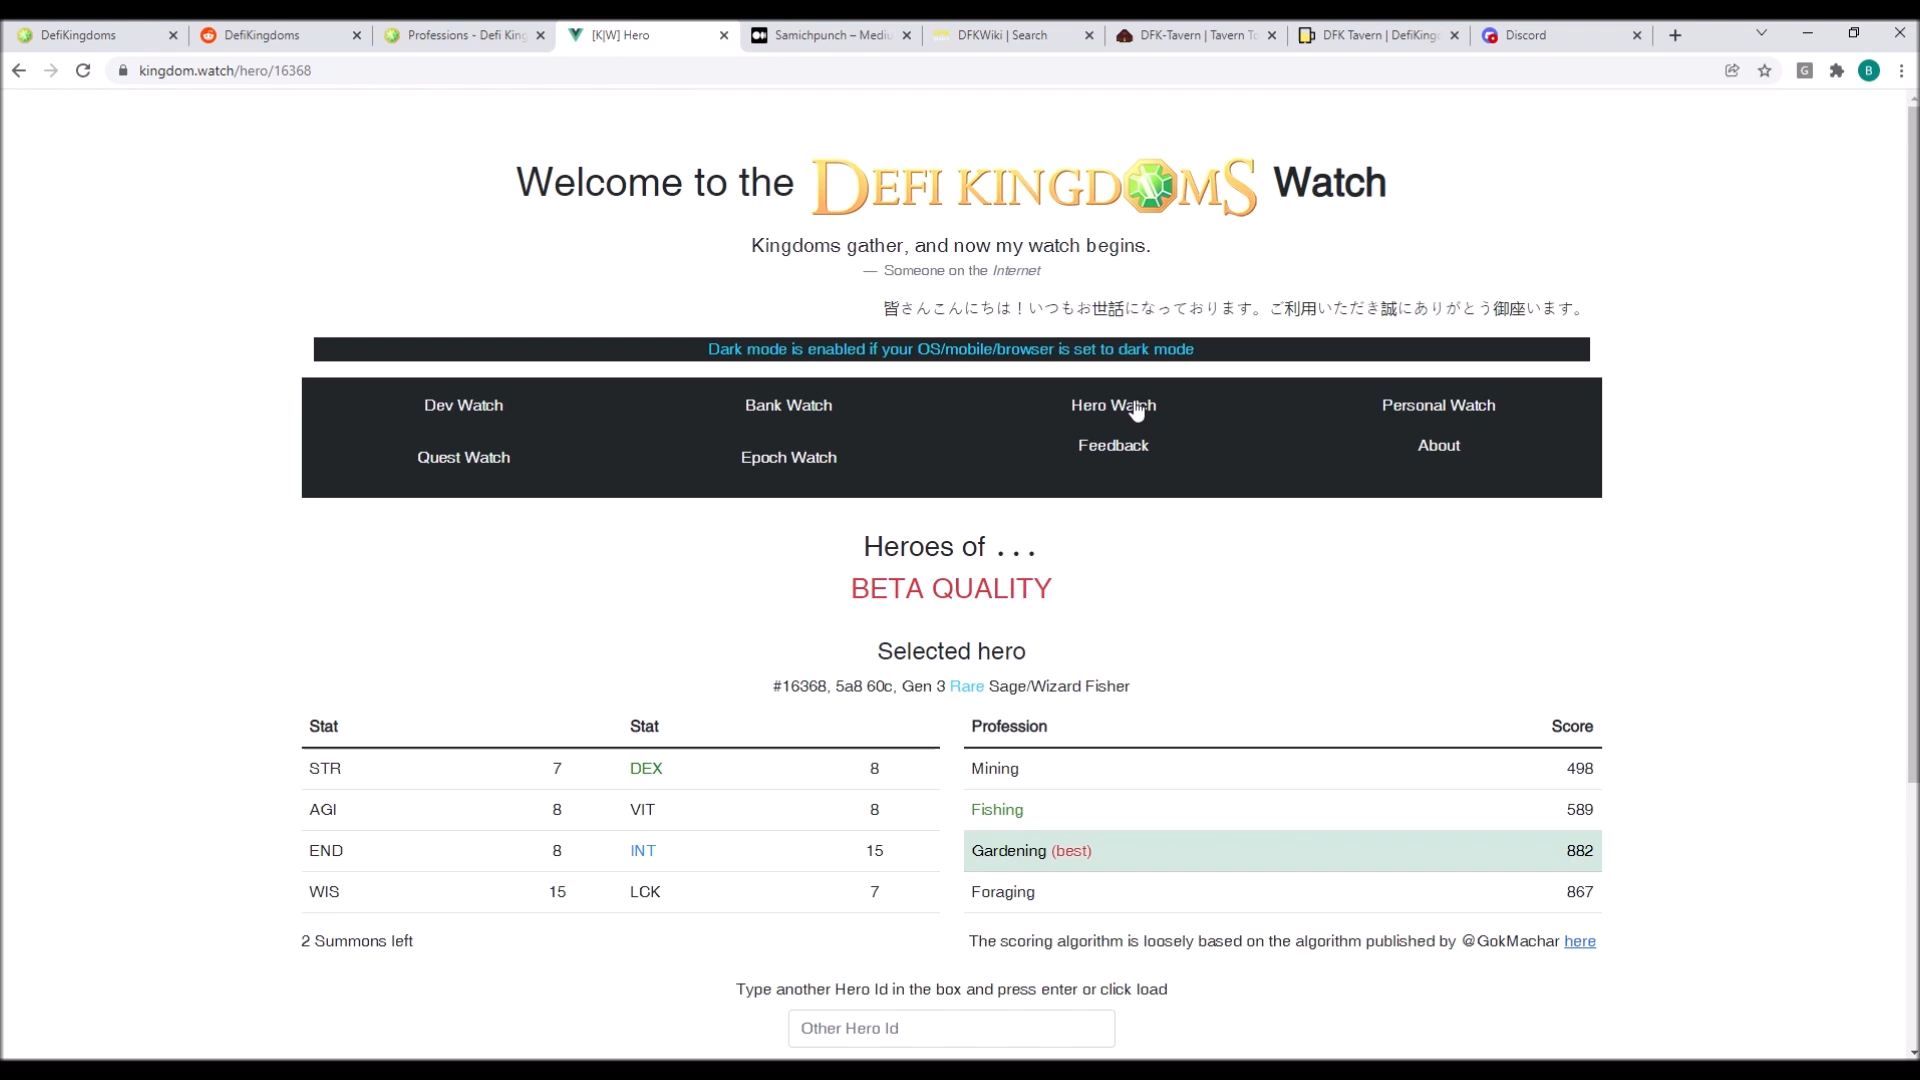 DefiKingdoms
DefiKingdoms
Professions - Defi King
[K|W] Hero
Samichpunch – Mediu
DFKWiki | Search
DFK-Tavern | Tavern To
DFK Tavern | DefiKing
Discord
kingdom.watch/hero/16368
G
B
Welcome to the DEFI KINGDOMS Watch
Kingdoms gather, and now my watch begins.
— Someone on the Internet
皆さんこんにちは！いつもお世話になっております。ご利用いただき誠にありがとう御座います。
Dark mode is enabled if your OS/mobile/browser is set to dark mode
Dev Watch Bank Watch Hero Watch Personal Watch
Quest Watch Epoch Watch Feedback About
Heroes of ...
BETA QUALITY
Selected hero
#16368, 5a8 60c, Gen 3 Rare Sage/Wizard Fisher
Stat Stat Profession Score
STR 7 DEX 8 Mining 498
AGI 8 VIT 8 Fishing 589
END 8 INT 15 Gardening (best) 882
WIS 15 LCK 7 Foraging 867
2 Summons left The scoring algorithm is loosely based on the algorithm published by @GokMachar here
Type another Hero Id in the box and press enter or click load
Other Hero Id